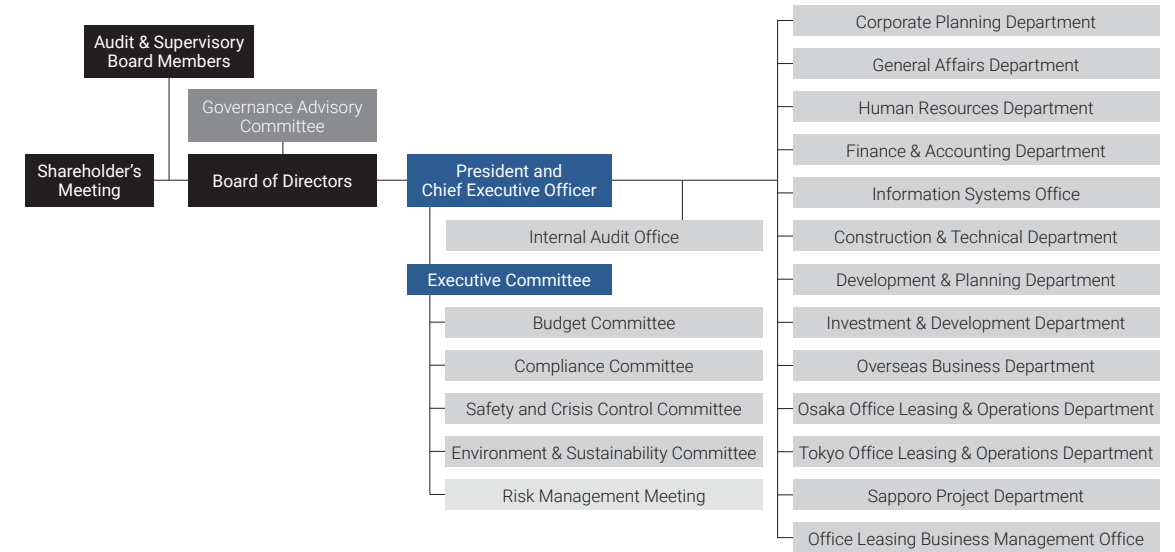 Audit & Supervisory
Board Members
Governance Advisory
Committee
Shareholder’s
Meeting
Board of Directors
President and
Chief Executive Officer
Internal Audit Office
Executive Committee
Budget Committee
Compliance Committee
Safety and Crisis Control Committee
Environment & Sustainability Committee
Risk Management Meeting
Corporate Planning Department
General Affairs Department
Human Resources Department
Finance & Accounting Department
Information Systems Office
Construction & Technical Department
Development & Planning Department
Investment & Development Department
Overseas Business Department
Osaka Office Leasing & Operations Department
Tokyo Office Leasing & Operations Department
Sapporo Project Department
Office Leasing Business Management Office